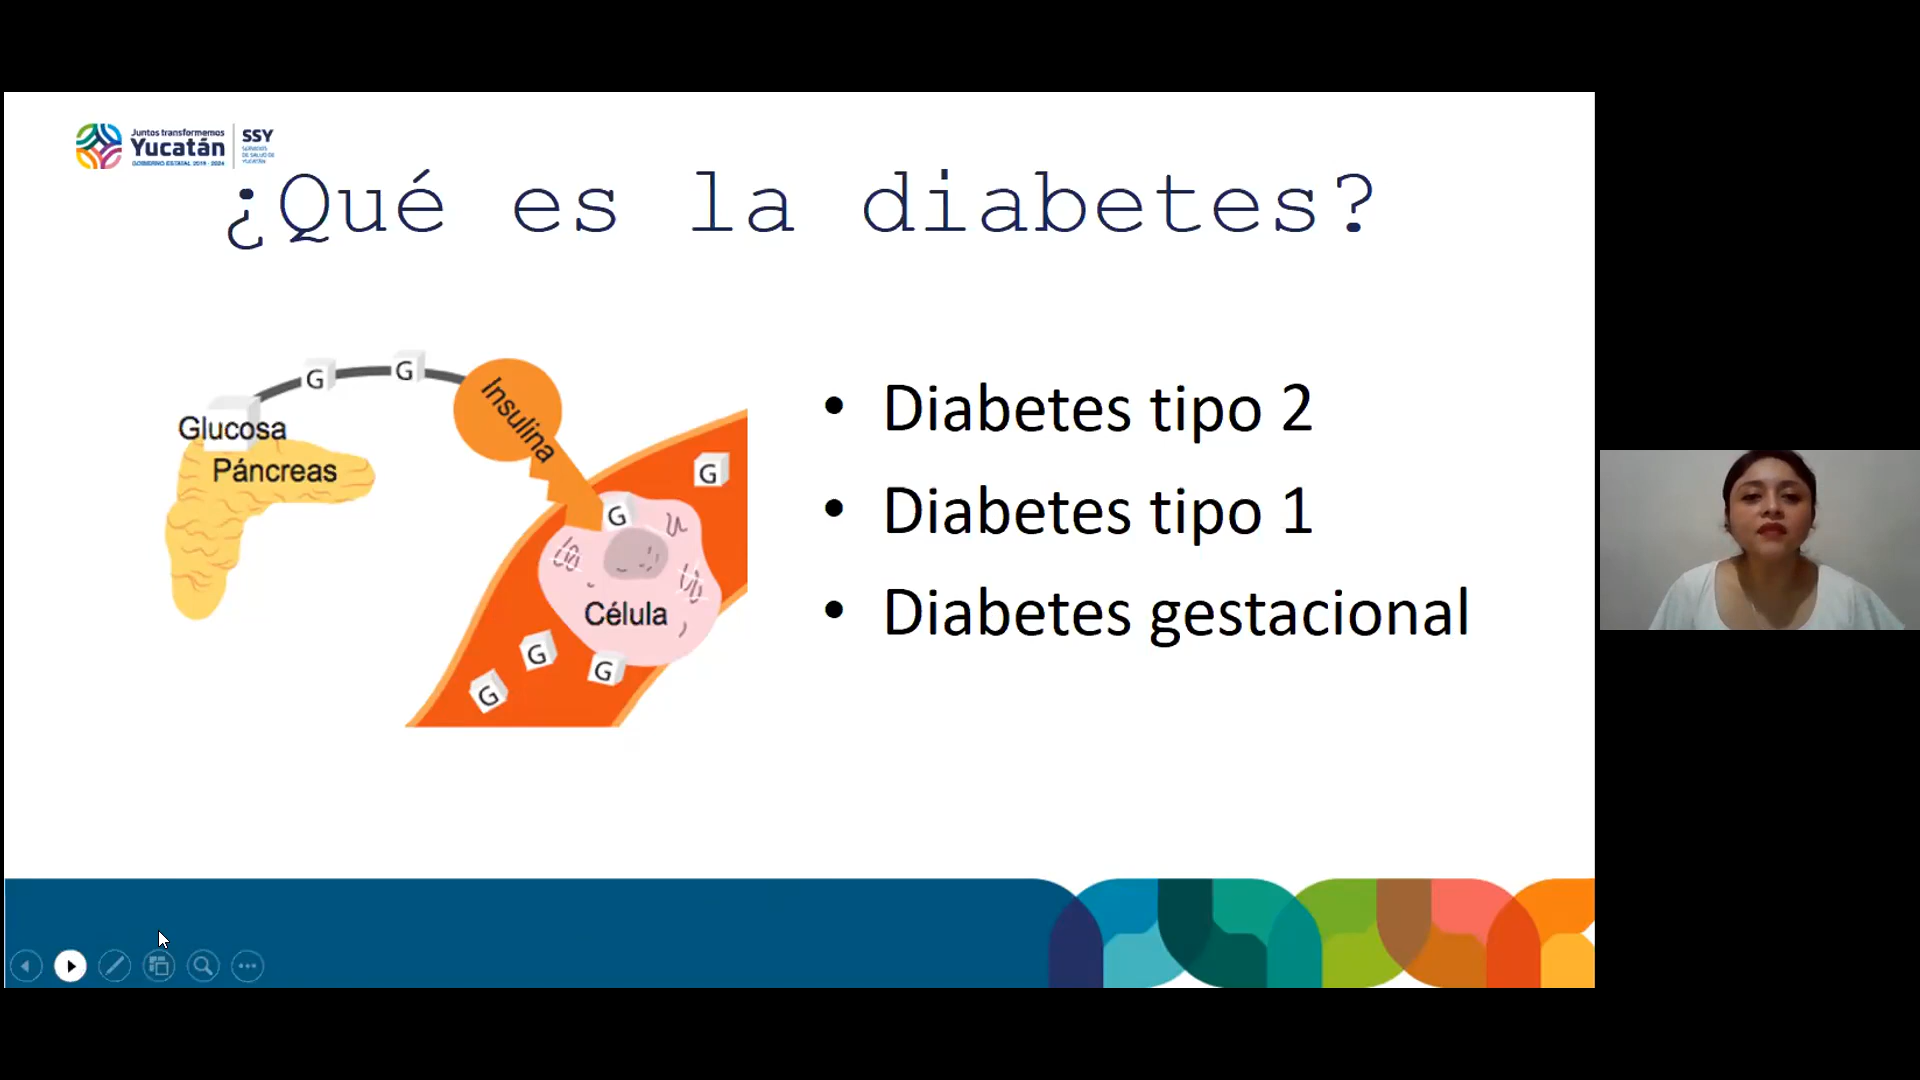 Juntos transformemos
Yucatán
GOBIERNO ESTATAL 2018 - 2024
SSY
SERVICIOS
DE SALUD DE
YUCATÁN
¿Qué es la diabetes?
G
G
Insulina
Glucosa
Páncreas
G
G
Célula
G
G
G
• Diabetes tipo 2
• Diabetes tipo 1
• Diabetes gestacional